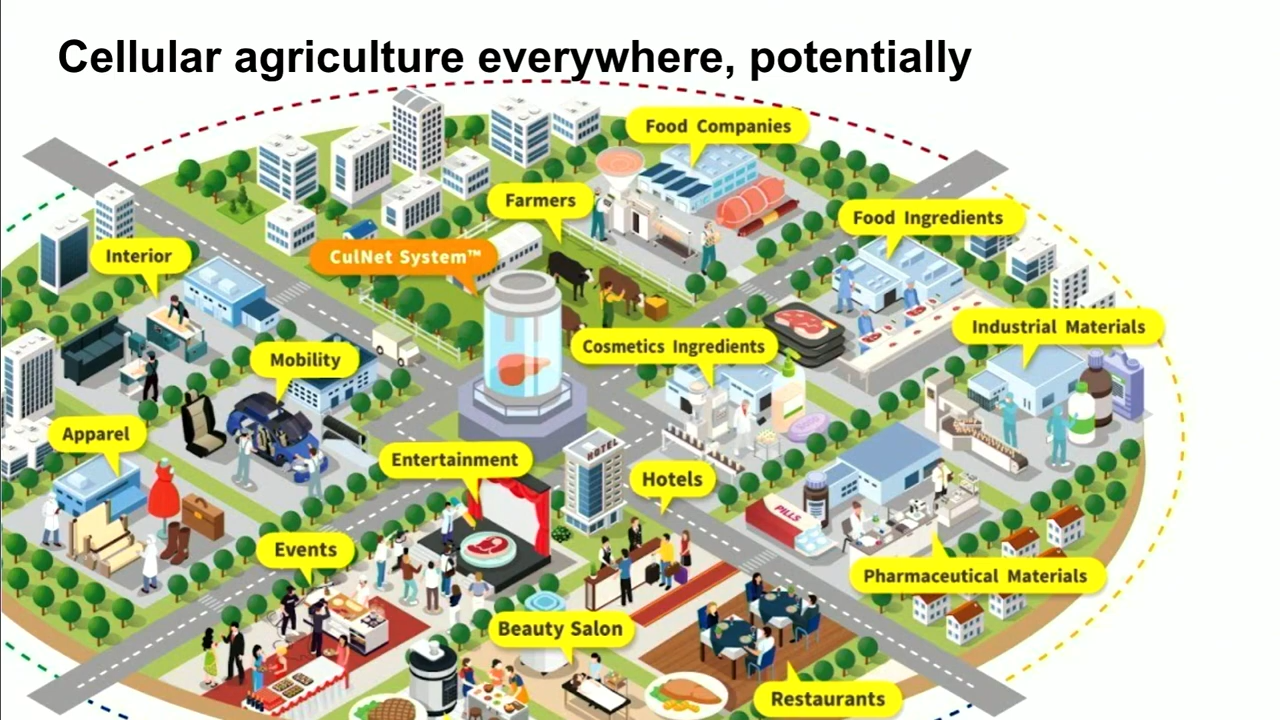 Cellular agriculture everywhere, potentially
Food Companies
Farmers
Food Ingredients
CulNet System™
Interior
Industrial Materials
Cosmetics Ingredients
Mobility
Apparel
Entertainment
HOTEL
Hotels
PILLS
Events
Pharmaceutical Materials
Beauty Salon
Restaurants